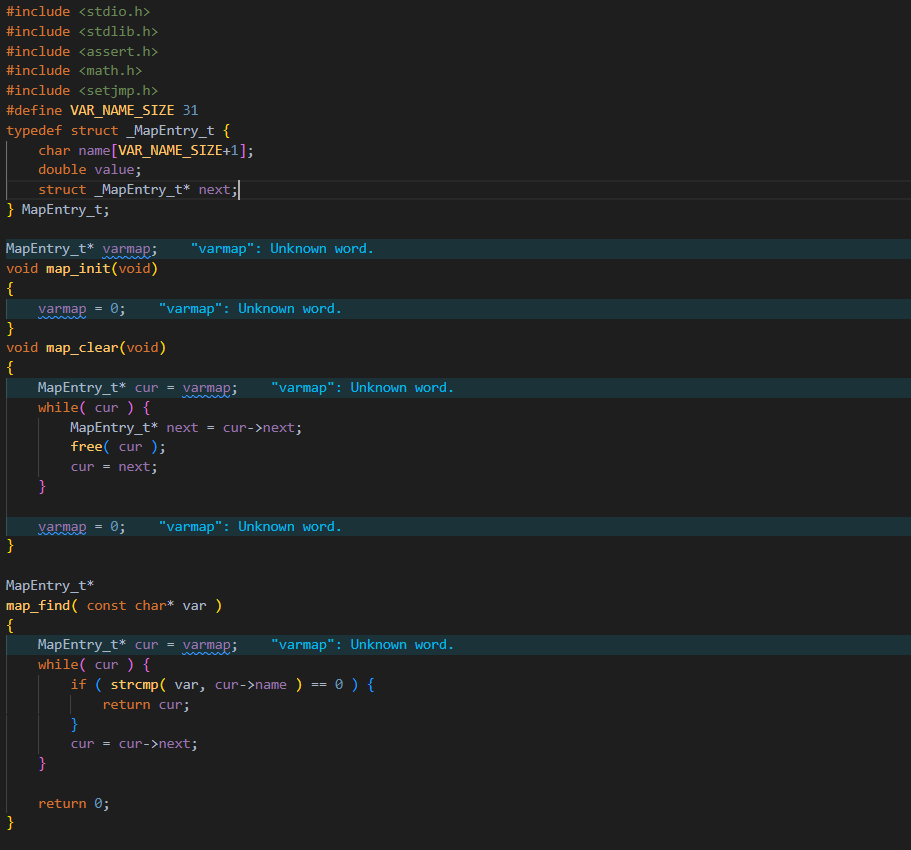 #include <stdio.h>
#include <stdlib.h>
#include <assert.h>
#include <math.h>
#include <setjmp.h>
#define VAR_NAME_SIZE 31
typedef struct _MapEntry_t {
    char name[VAR_NAME_SIZE+1];
    double value;
    struct _MapEntry_t* next;
} MapEntry_t;

MapEntry_t* varmap;    "varmap": Unknown word.
void map_init(void)
{
    varmap = 0;    "varmap": Unknown word.
}
void map_clear(void)
{
    MapEntry_t* cur = varmap;    "varmap": Unknown word.
    while( cur ) {
        MapEntry_t* next = cur->next;
        free( cur );
        cur = next;
    }

    varmap = 0;    "varmap": Unknown word.
}

MapEntry_t*
map_find( const char* var )
{
    MapEntry_t* cur = varmap;    "varmap": Unknown word.
    while( cur ) {
        if ( strcmp( var, cur->name ) == 0 ) {
            return cur;
        }
        cur = cur->next;
    }

    return 0;
}